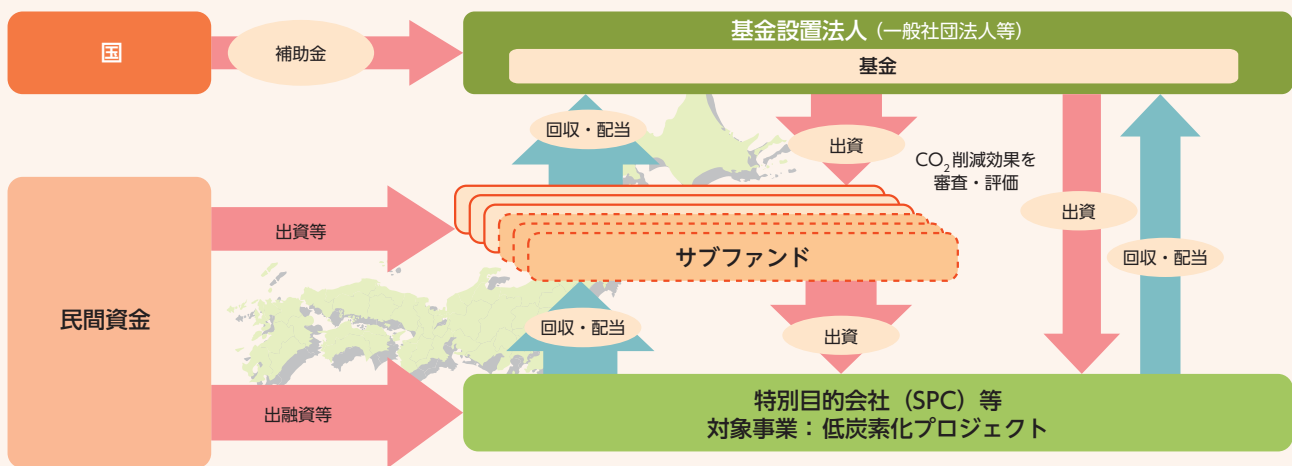 国
補助金
基金設置法人（一般社団法人等）
基金
回収・配当
出資
CO₂削減効果を
審査・評価
出資
回収・配当
民間資金
出資等
サブファンド
回収・配当
出資
出融資等
特別目的会社（SPC）等
対象事業：低炭素化プロジェクト